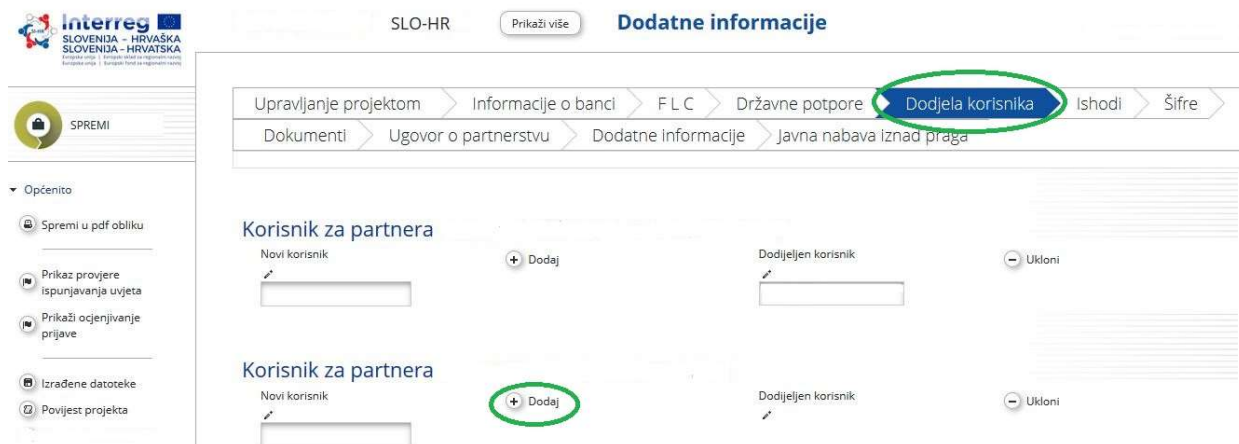 Interreg
SLOVENIJA – HRVAŠKA
SLOVENIJA – HRVATSKA
SLO-HR
Prikaži više
Dodatne informacije
SPREMI
Općenito
Spremi u pdf obliku
Prikaz provjere
ispunjavanja uvjeta
Prikaži ocjenjivanje
prijave
Izrađene datoteke
Povijest projekta
Upravljanje projektom
Informacije o banci
F L C
Državne potpore
Dodjela korisnika
Ishodi
Šifre
Dokumenti
Ugovor o partnerstvu
Dodatne informacije
Javna nabava iznad praga
Korisnik za partnera
Novi korisnik
Dodaj
Dodijeljen korisnik
Ukloni
Korisnik za partnera
Novi korisnik
Dodaj
Dodijeljen korisnik
Ukloni